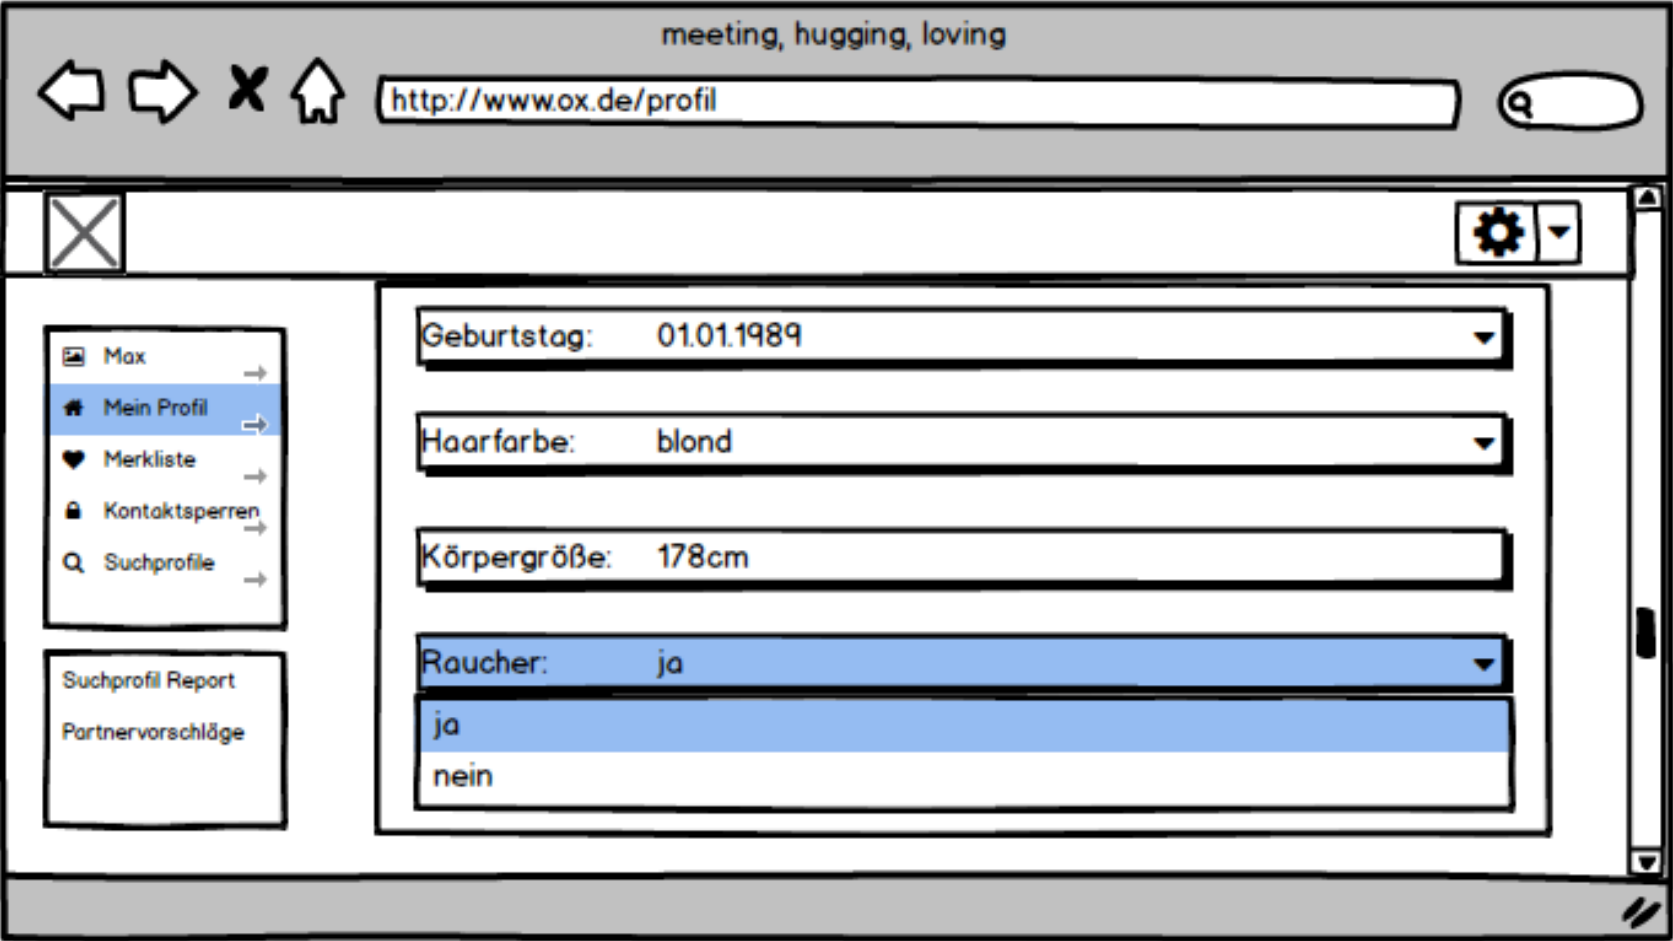 meeting, hugging, loving
http://www.ox.de/profil
Max
Mein Profil
Merkliste
Kontaktsperren
Suchprofile
Suchprofil Report
Partnervorschläge
Geburtstag: 01.01.1989
Haarfarbe: blond
Körpergröße: 178cm
Raucher: ja
ja
nein